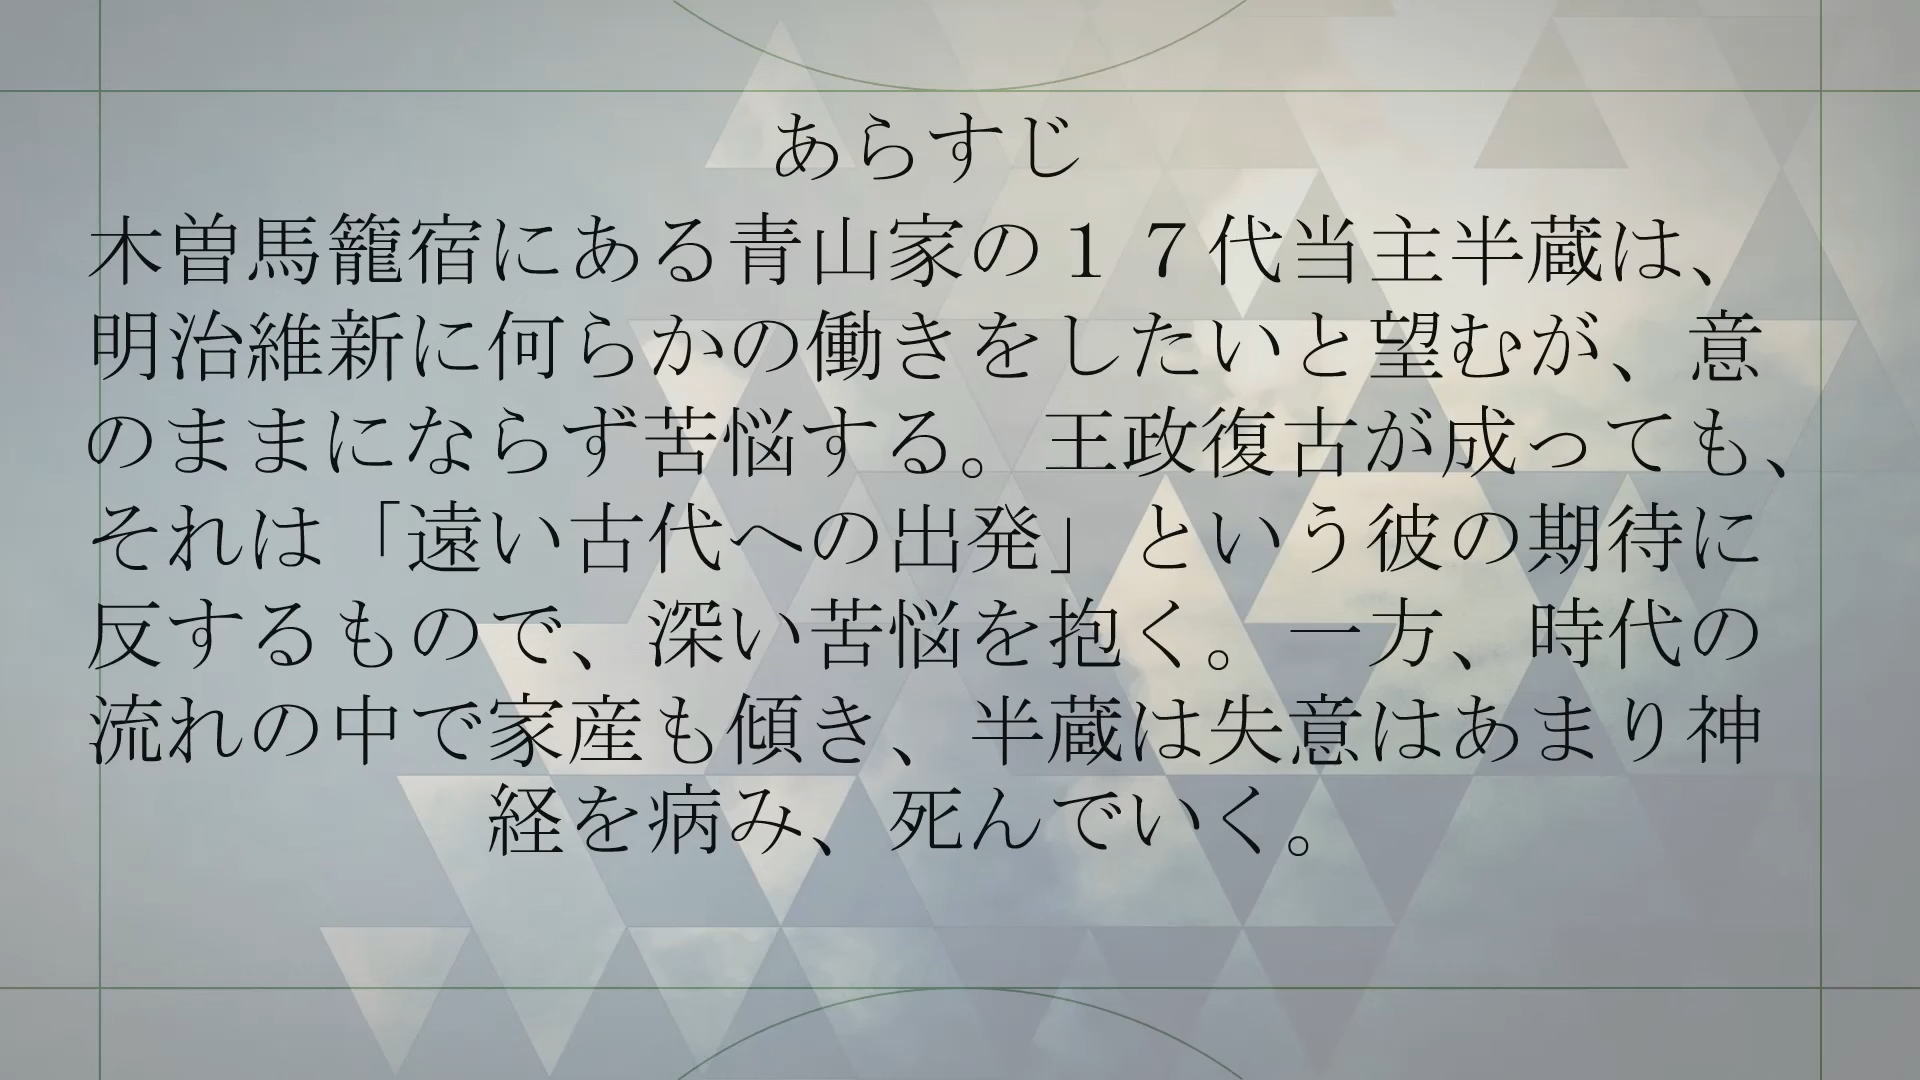 あらすじ
木曽馬籠宿にある青山家の１７代当主半蔵は、
明治維新に何らかの働きをしたいと望むが、意
のままにならず苦悩する。王政復古が成っても、
それは「遠い古代への出発」という彼の期待に
反するもので、深い苦悩を抱く。一方、時代の
流れの中で家産も傾き、半蔵は失意はあまり神
経を病み、死んでいく。